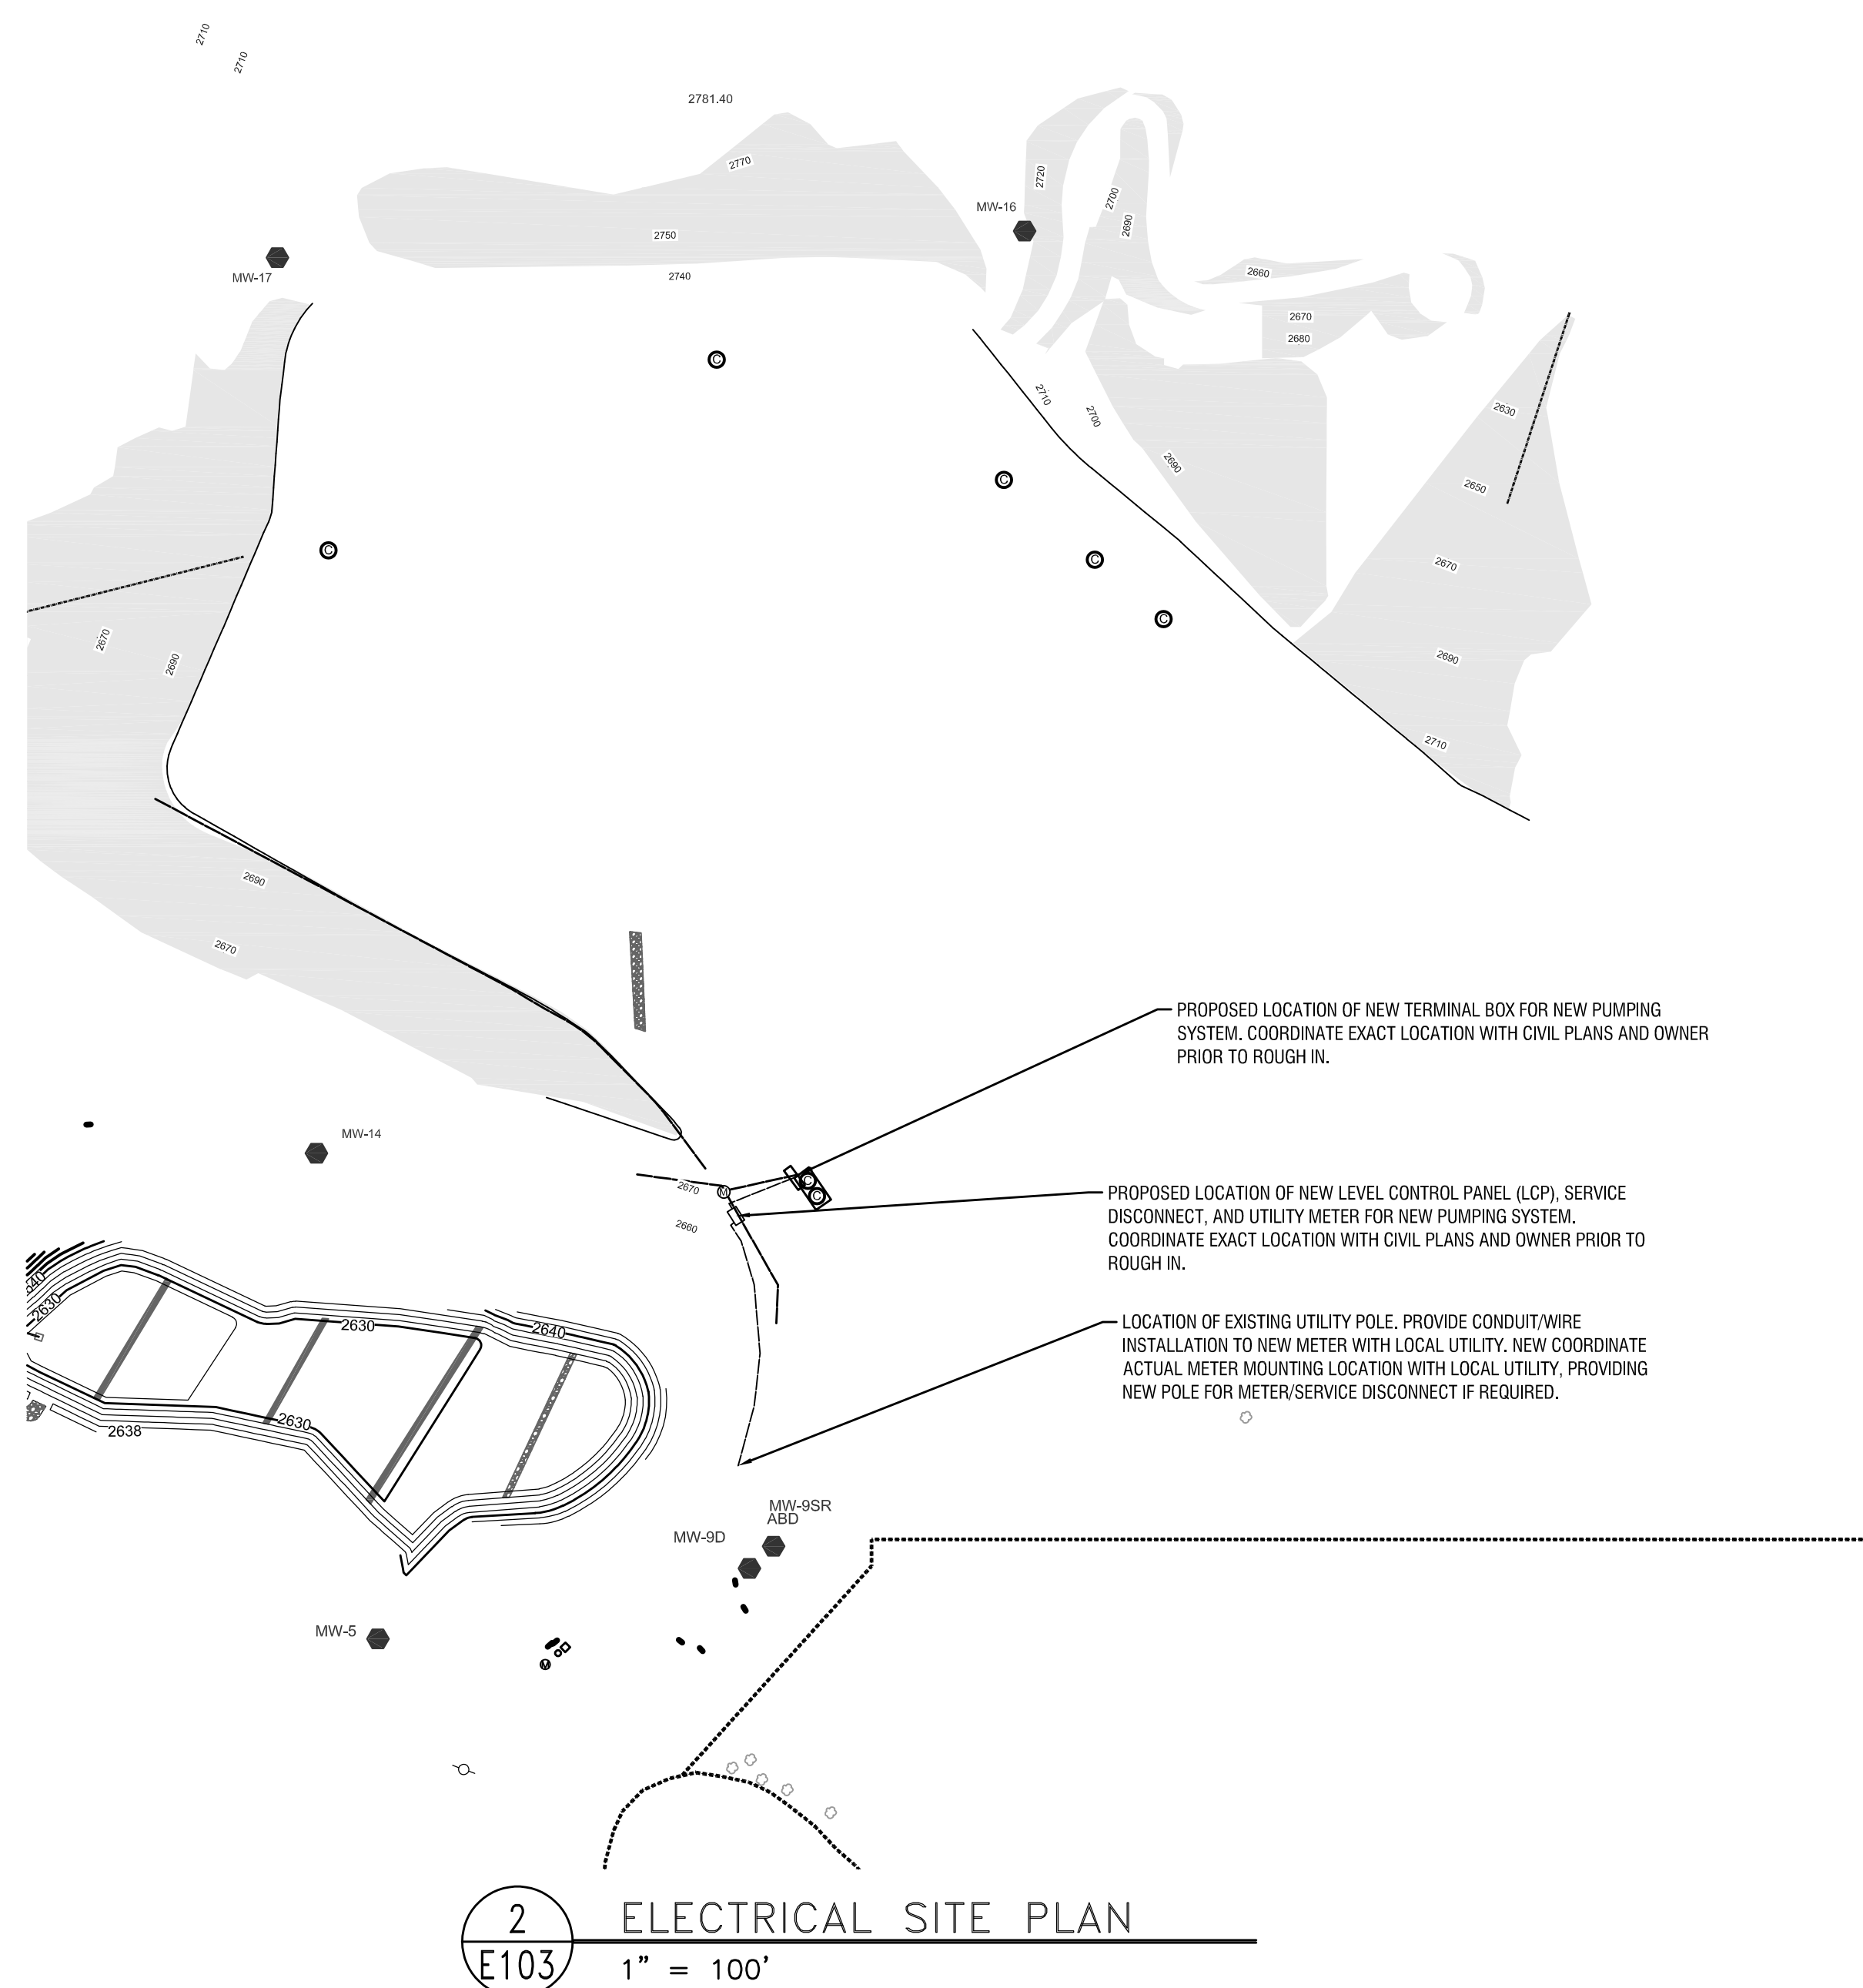 2710
2710
2781.40
2770
2720
2700
MW-16
2690
2750
2740
2660
MW-17
2670
2680
C
2710
2700
2630
2690
C
2650
C
C
2670
C
2670
2690
2690
2710
2690
2670
PROPOSED LOCATION OF NEW TERMINAL BOX FOR NEW PUMPING
SYSTEM. COORDINATE EXACT LOCATION WITH CIVIL PLANS AND OWNER
PRIOR TO ROUGH IN.
MW-14
C
C
M
2670
2660
PROPOSED LOCATION OF NEW LEVEL CONTROL PANEL (LCP), SERVICE
DISCONNECT, AND UTILITY METER FOR NEW PUMPING SYSTEM.
COORDINATE EXACT LOCATION WITH CIVIL PLANS AND OWNER PRIOR TO
ROUGH IN.
2630
2630
2640
LOCATION OF EXISTING UTILITY POLE. PROVIDE CONDUIT/WIRE
INSTALLATION TO NEW METER WITH LOCAL UTILITY. NEW COORDINATE
ACTUAL METER MOUNTING LOCATION WITH LOCAL UTILITY, PROVIDING
NEW POLE FOR METER/SERVICE DISCONNECT IF REQUIRED.
2630
2638
MW-9SR
ABD
MW-9D
MW-5
M
2
E103
ELECTRICAL SITE PLAN
1" = 100'